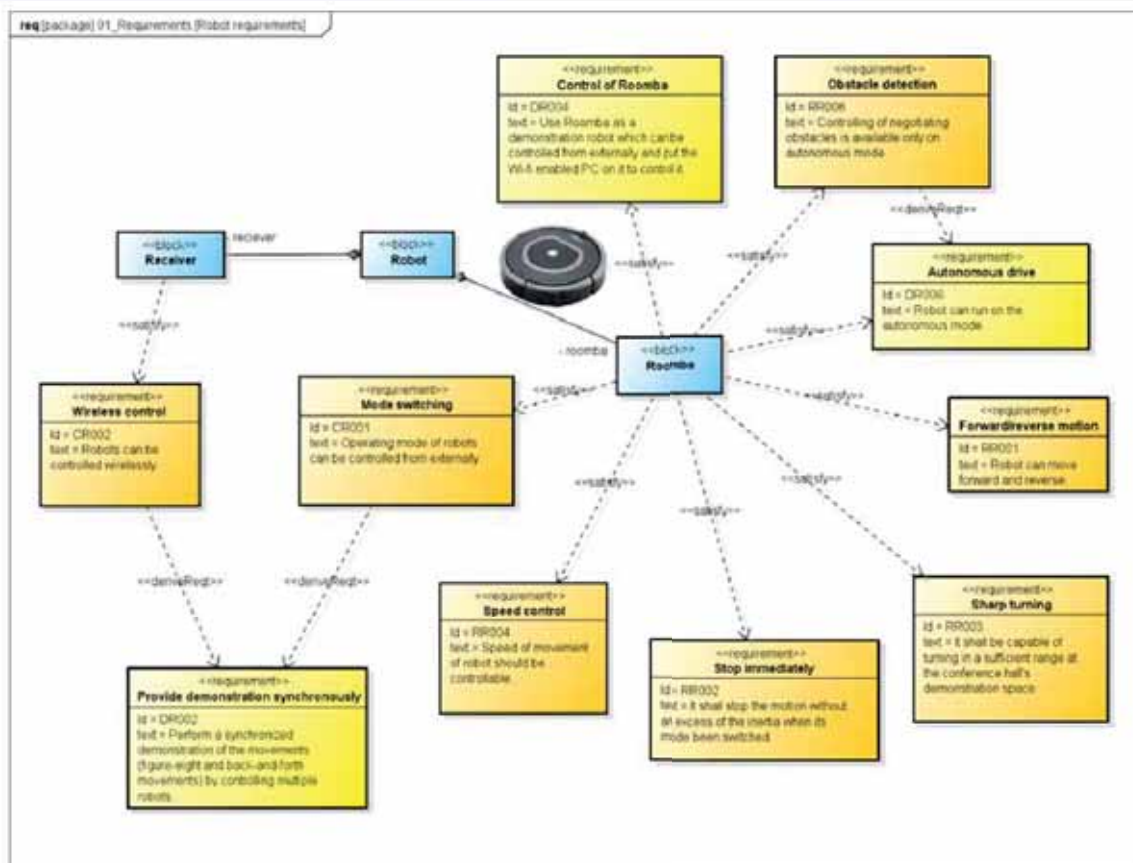 req [package] 01_Requirements [Robot requirements]
<<requirement>>
Control of Roomba
Id = DR004
text = Use Roomba as a
demonstration robot which can be
controlled from externally and put the
Wi-fi enabled PC on it to control it.
<<requirement>>
Obstacle detection
Id = RR006
text = Controlling of negotiating
obstacles is available only on
autonomous mode.
<<deriveReqt>>
<<block>>
Receiver
- reciever
<<block>>
Robot
<<satisfy>>
<<satisfy>>
<<requirement>>
Autonomous drive
Id = DR006
text = Robot can run on the
autonomous mode.
<<satisfy>>
<<satisfy>>
- roomba
<<block>>
Roomba
<<requirement>>
Wireless control
Id = CR002
text = Robots can be
controlled wirelessly.
<<requirement>>
Mode switching
Id = CR001
text = Operating mode of robots
can be controlled from externally.
<<satisfy>>
<<satisfy>>
<<requirement>>
Forward/reverse motion
Id = RR001
text = Robot can move
forward and reverse.
<<satisfy>>
<<satisfy>>
<<satisfy>>
<<deriveReqt>>
<<deriveReqt>>
<<requirement>>
Speed control
Id = RR004
text = Speed of movement
of robot should be
controllable.
<<requirement>>
Sharp turning
Id = RR003
text = It shall be capable of
turning in a sufficient range at
the conference hall's
demonstration space.
<<requirement>>
Stop immediately
Id = RR002
text = It shall stop the motion without
an excess of the inertia when its
mode been switched.
<<requirement>>
Provide demonstration synchronously
Id = DR002
text = Perform a synchronized
demonstration of the movements
(figure-eight and back-and forth
movements) by controlling multiple
robots.